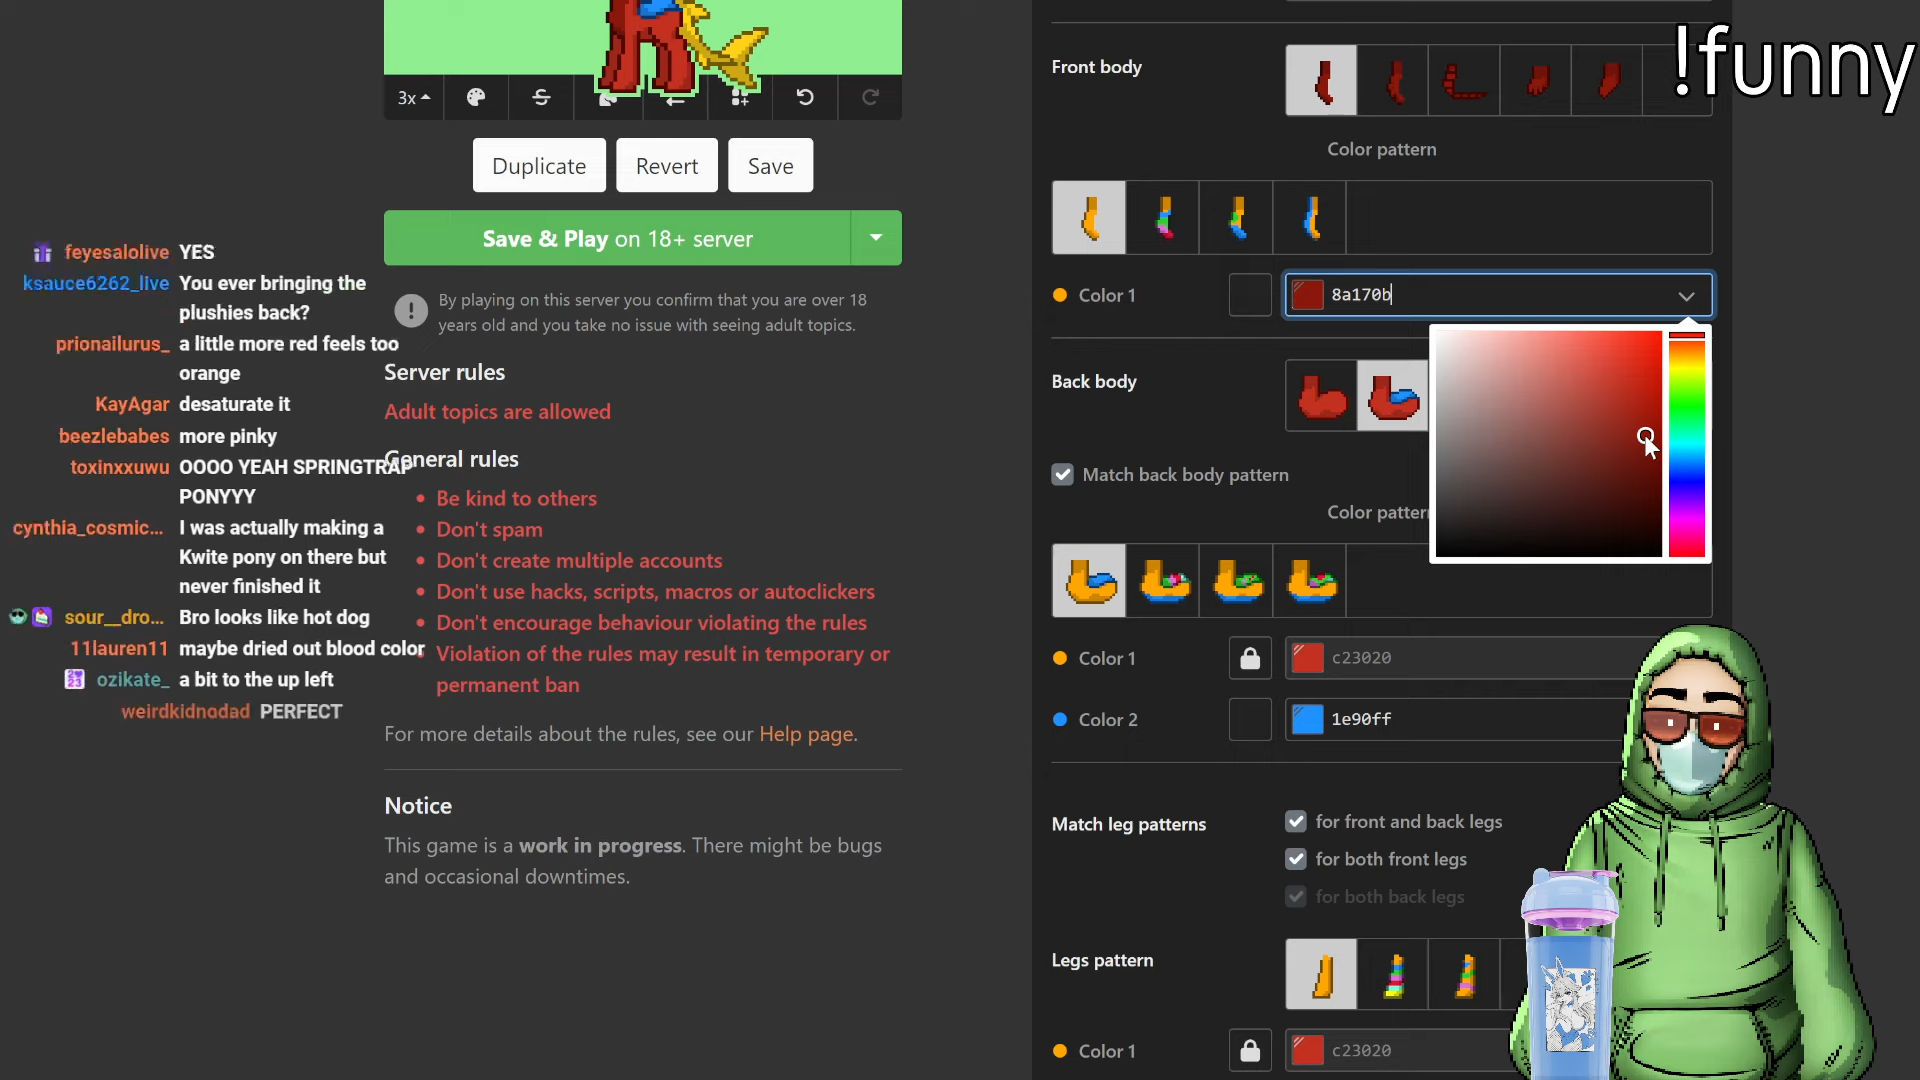 !funny
3x
Duplicate
Revert
Save
Save & Play on 18+ server
By playing on this server you confirm that you are over 18
years old and you take no issue with seeing adult topics.
Server rules
Adult topics are allowed
General rules
Be kind to others
Don't spam
Don't create multiple accounts
Don't use hacks, scripts, macros or autoclickers
Don't encourage behaviour violating the rules
Violation of the rules may result in temporary or
permanent ban
For more details about the rules, see our Help page.
Notice
This game is a work in progress. There might be bugs
and occasional downtimes.
feyesalolive YES
ksauce6262_live You ever bringing the
plushies back?
prionailurus_ a little more red feels too
orange
KayAgar desaturate it
beezlebabes more pinky
toxinxxuwu OOOO YEAH SPRINGTRAP
PONYYY
cynthia_cosmic... I was actually making a
Kwite pony on there but
never finished it
sour__dro... Bro looks like hot dog
11lauren11 maybe dried out blood color
ozikate_ a bit to the up left
weirdkidnodad PERFECT
Front body
Color pattern
Color 1
8a170b
Back body
Match back body pattern
Color pattern
Color 1
c23020
Color 2
1e90ff
Match leg patterns
for front and back legs
for both front legs
for both back legs
Legs pattern
Color 1
c23020